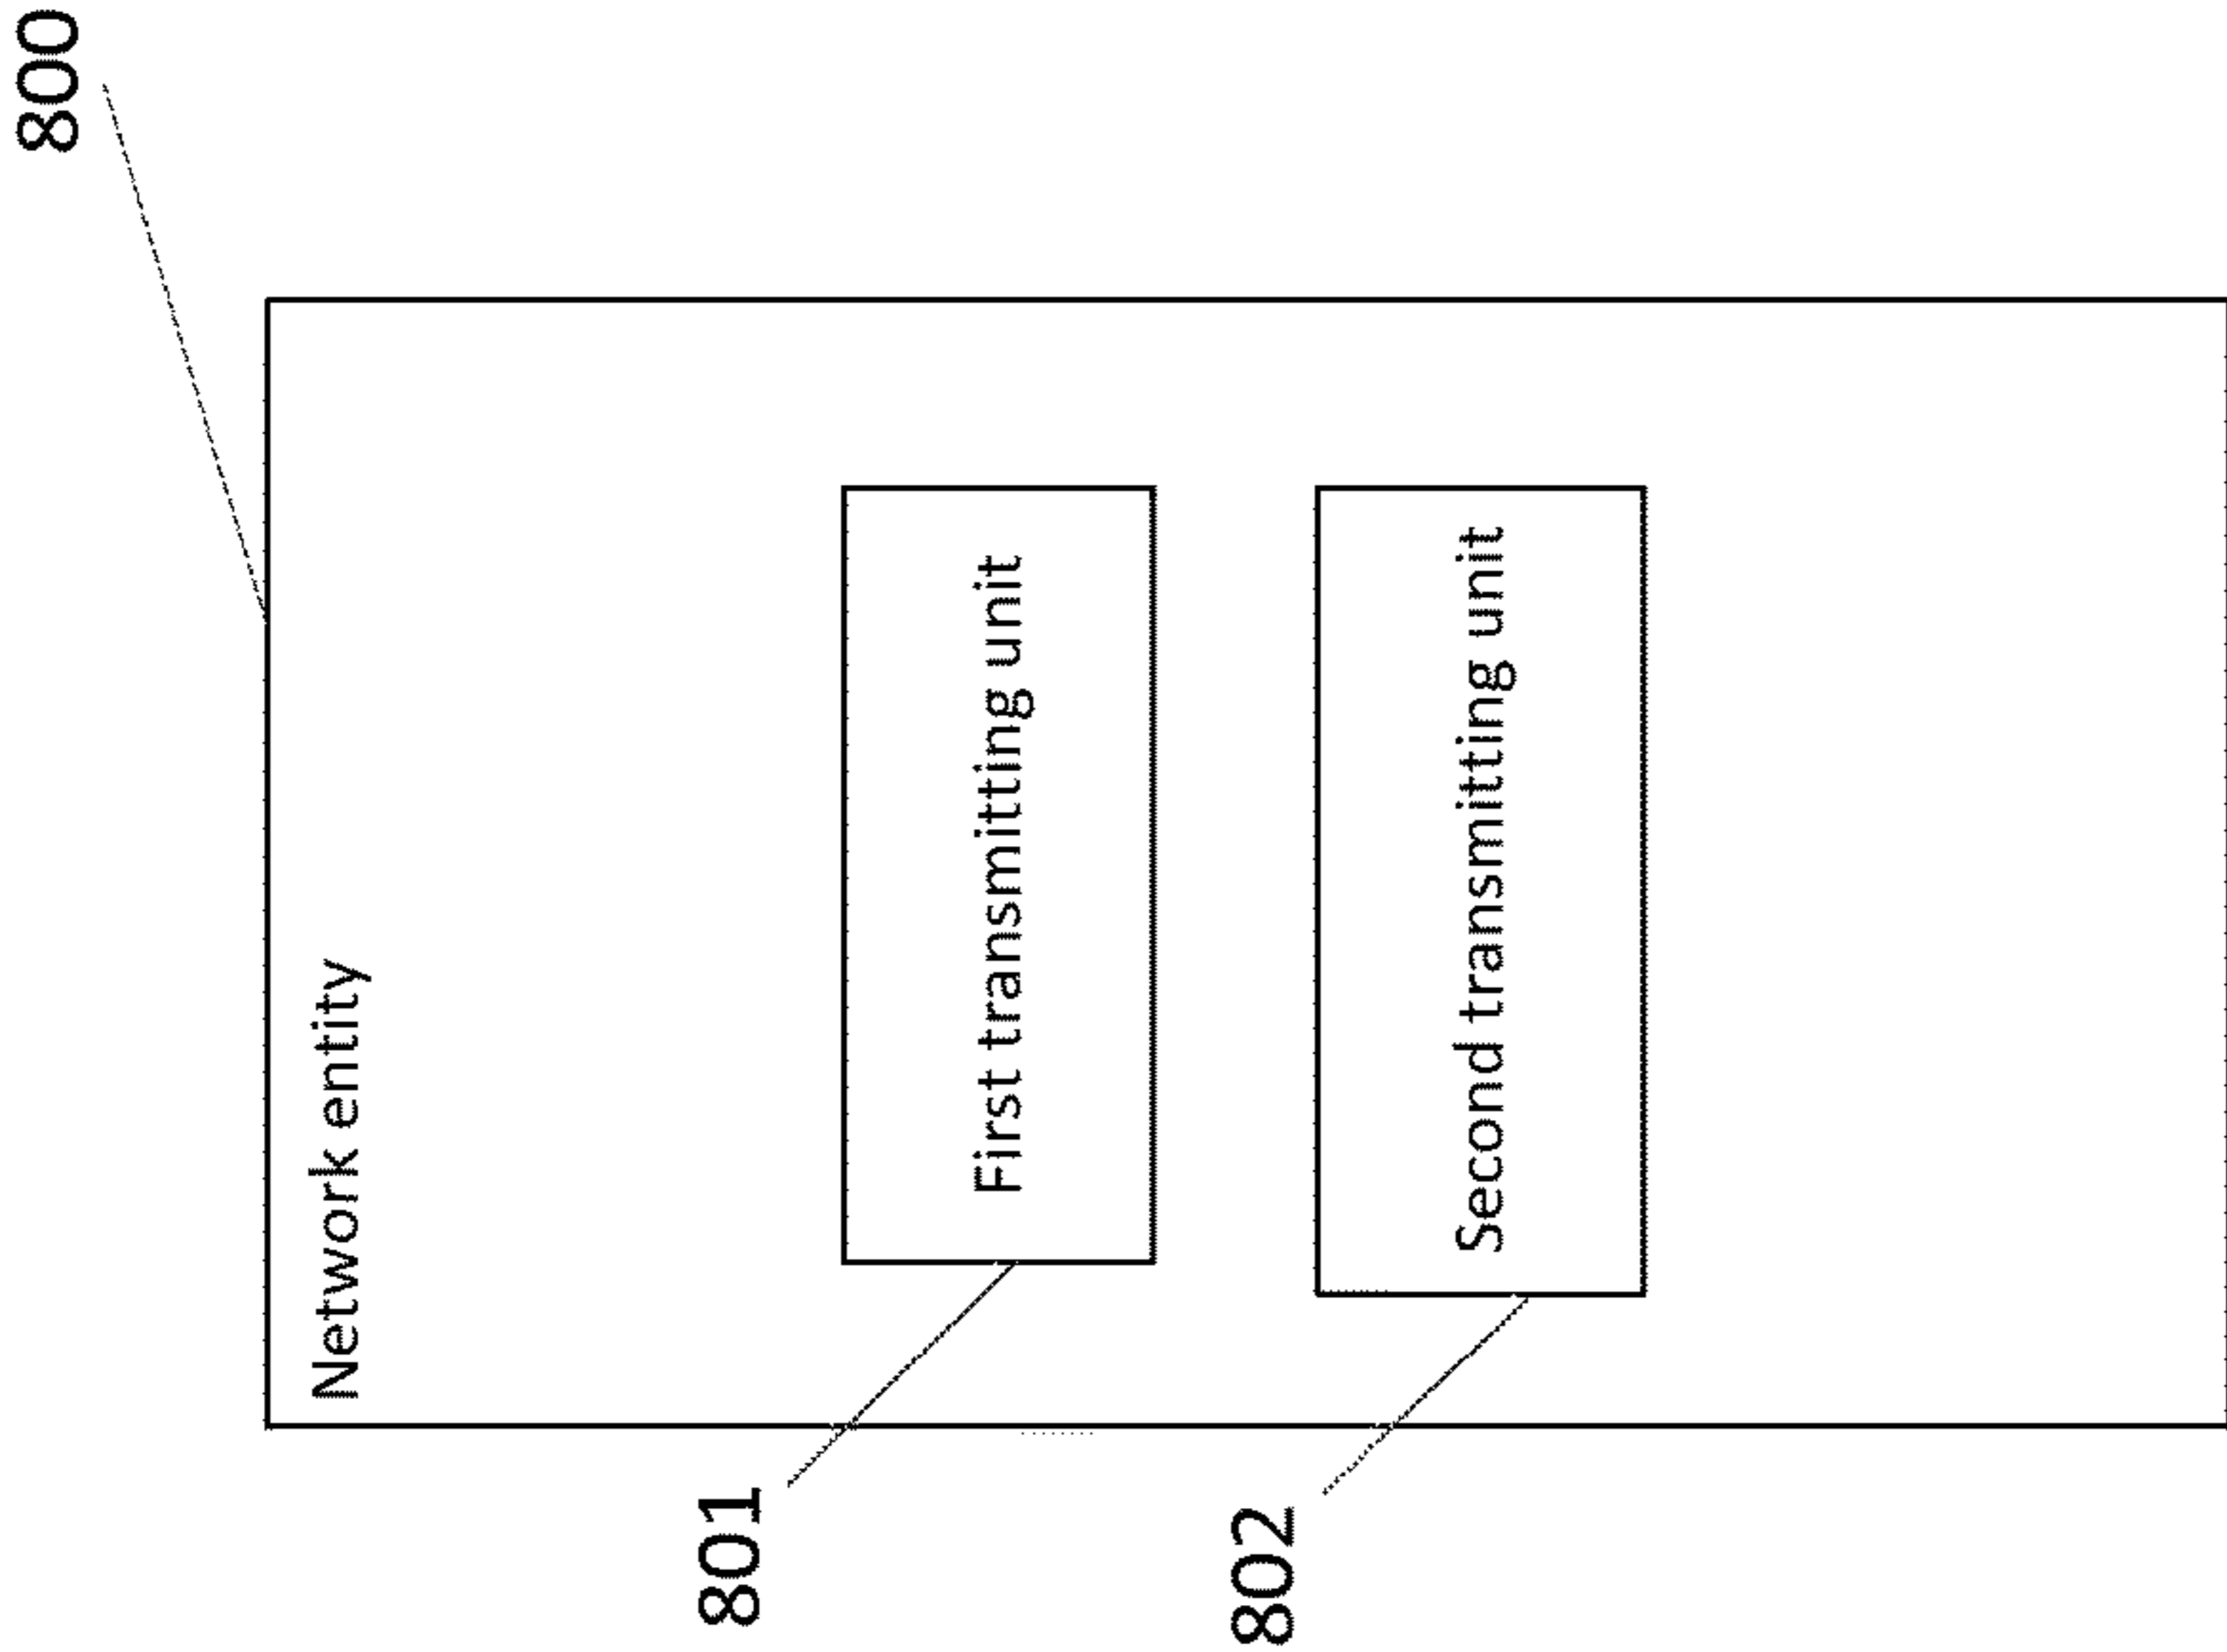 800
Network entity
801
First transmitting unit
802
Second transmitting unit